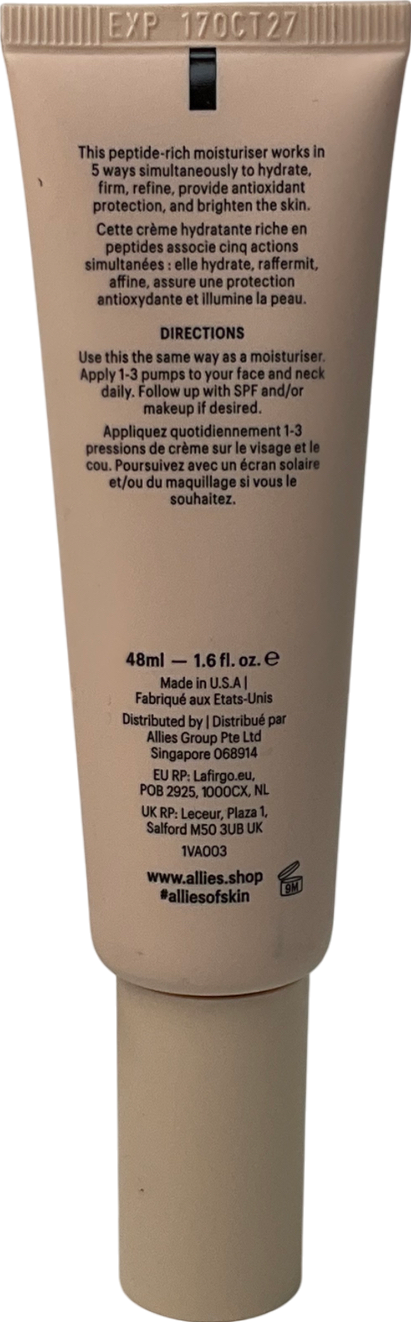 EXP 17OCT27
This peptide-rich moisturiser works in
5 ways simultaneously to hydrate,
firm, refine, provide antioxidant
protection, and brighten the skin.
Cette crème hydratante riche en
peptides associe cinq actions
simultanées : elle hydrate, raffermit,
affine, assure une protection
antioxydante et illumine la peau.
DIRECTIONS
Use this the same way as a moisturiser.
Apply 1-3 pumps to your face and neck
daily. Follow up with SPF and/or
makeup if desired.
Appliquez quotidiennement 1-3
pressions de crème sur le visage et le
cou. Poursuivez avec un écran solaire
et/ou du maquillage si vous le
souhaitez.
48ml — 1.6 fl. oz. ℮
Made in U.S.A |
Fabriqué aux Etats-Unis
Distributed by | Distribué par
Allies Group Pte Ltd
Singapore 068914
EU RP: Lafirgo.eu,
POB 2925, 1000CX, NL
UK RP: Leceur, Plaza 1,
Salford M50 3UB UK
1VA003
www.allies.shop
#alliesofskin
9M